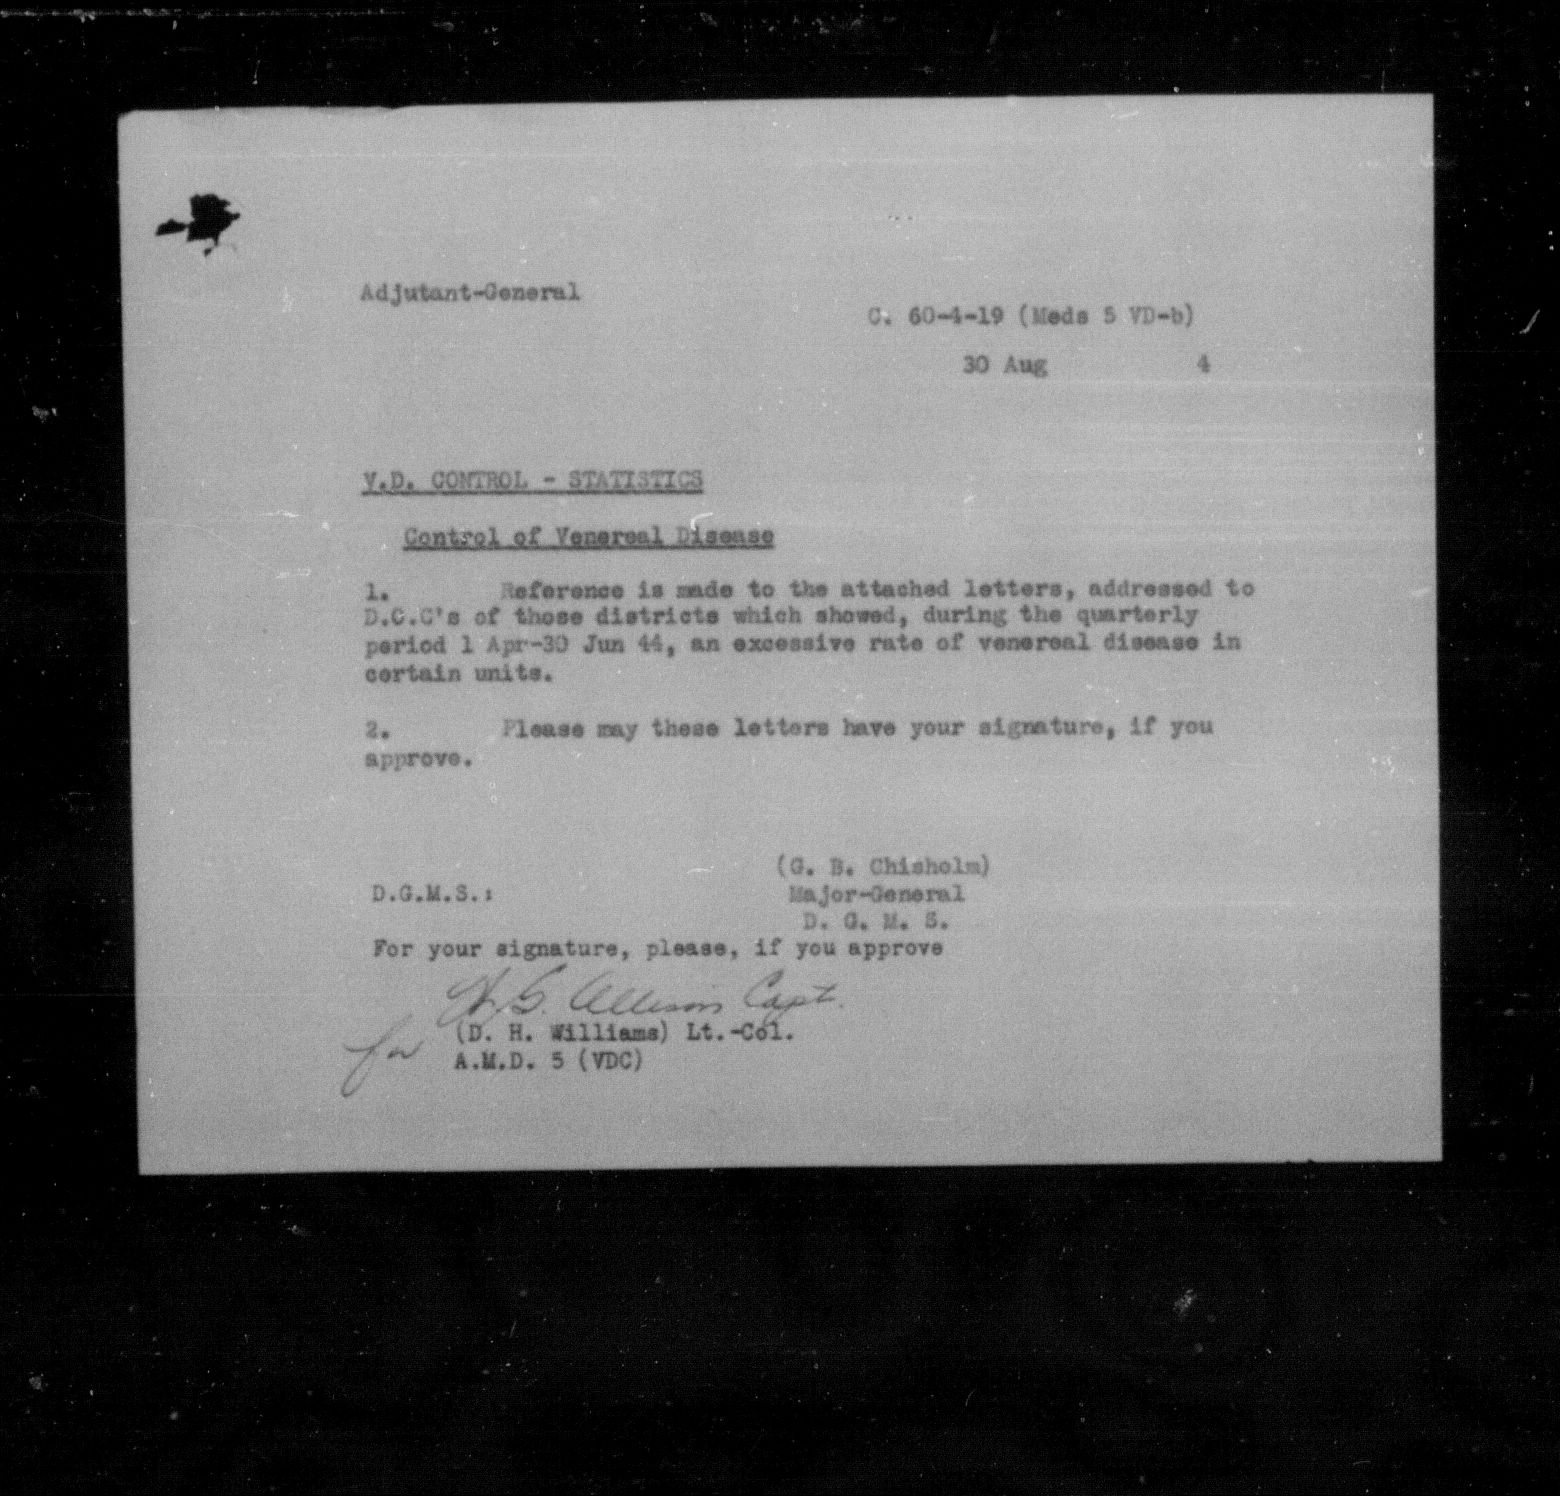 Adjutant-General
C. 60-4-19 (Meds 5 VD-b)
30 Aug 4
V.D. CONTROL - STATISTICS
Control of Venereal Disease
1. Reference is made to the attached letters, addressed to
D.O.C's of those districts which showed, during the quarterly
period 1 Apr-30 Jun 44, an excessive rate of venereal disease in
certain units.
2. Please may these letters have your signature, if you
approve.
(G. B. Chisholm)
D.G.M.S.: Major-General
D. G. M. S.
For your signature, please, if you approve
H. G. Allison Capt.
for (D. H. Williams) Lt.-Col.
A.M.D. 5 (VDC)